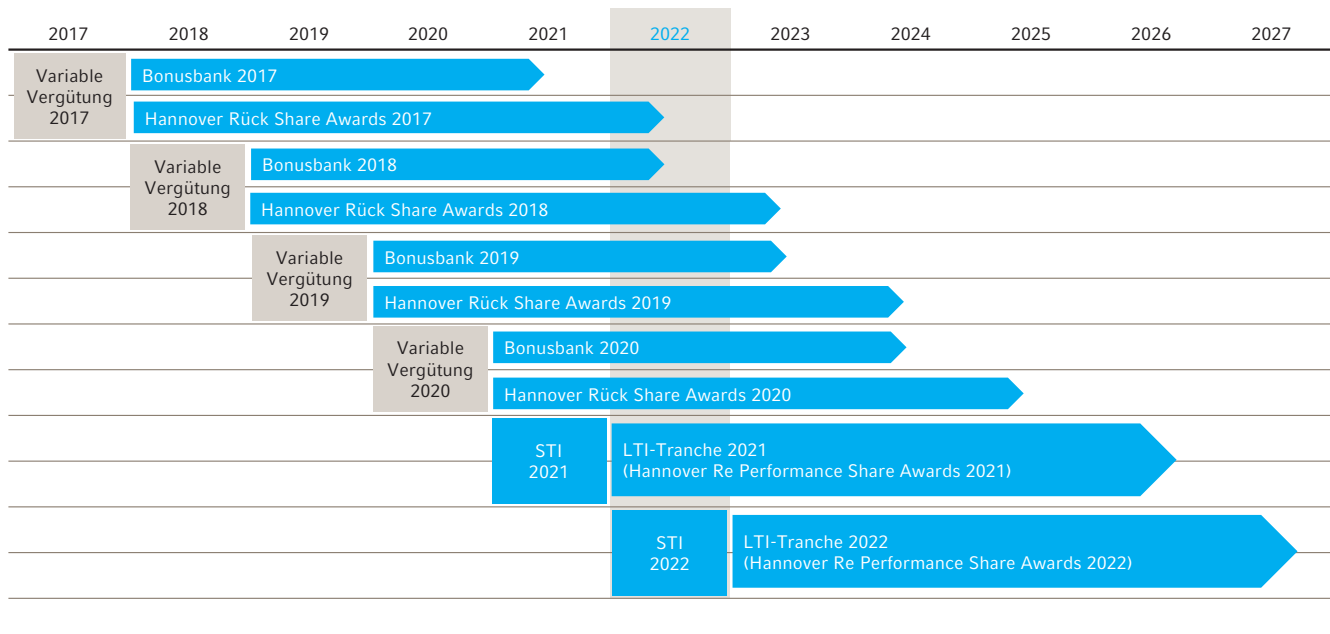 2017 2018 2019 2020 2021 2022 2023 2024 2025 2026 2027
Variable
Vergütung
2017
Bonusbank 2017
Hannover Rück Share Awards 2017
Variable
Vergütung
2018
Bonusbank 2018
Hannover Rück Share Awards 2018
Variable
Vergütung
2019
Bonusbank 2019
Hannover Rück Share Awards 2019
Variable
Vergütung
2020
Bonusbank 2020
Hannover Rück Share Awards 2020
STI
2021
LTI-Tranche 2021
(Hannover Re Performance Share Awards 2021)
STI
2022
LTI-Tranche 2022
(Hannover Re Performance Share Awards 2022)